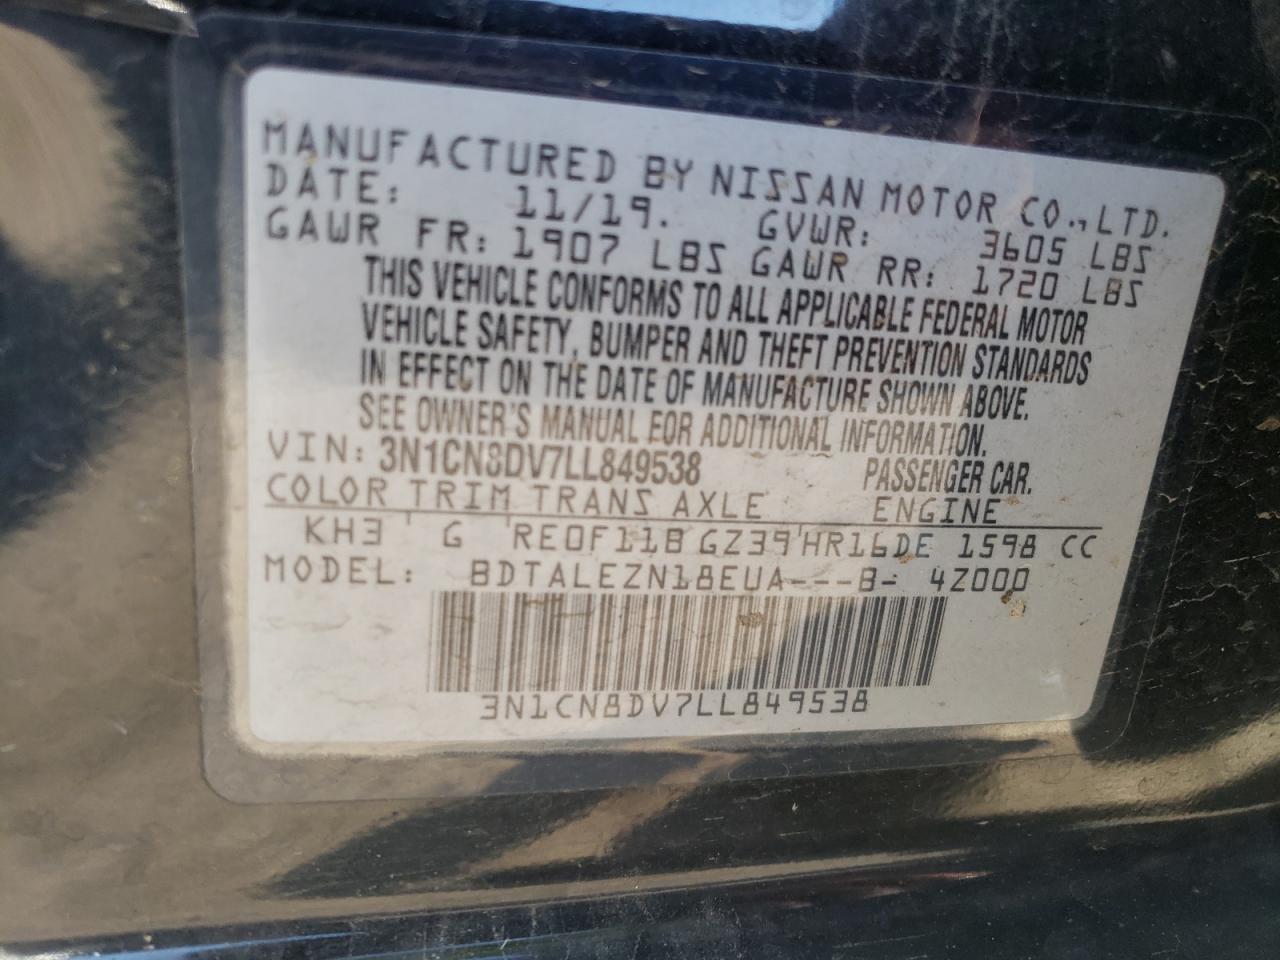 MANUFACTURED BY NISSAN MOTOR CO., LTD.
DATE: 11/19. GVWR: 3605 LBS
GAWR FR: 1907 LBS GAWR RR: 1720 LBS
THIS VEHICLE CONFORMS TO ALL APPLICABLE FEDERAL MOTOR
VEHICLE SAFETY, BUMPER AND THEFT PREVENTION STANDARDS
IN EFFECT ON THE DATE OF MANUFACTURE SHOWN ABOVE.
SEE OWNER'S MANUAL FOR ADDITIONAL INFORMATION.
VIN: 3N1CN8DV7LL849538 PASSENGER CAR.
COLOR TRIM TRANS AXLE ENGINE
KH3 ' G 'RE0F11B GZ39'HR16DE 1598 CC
MODEL: BDTALEZN18EUA---B- 4Z000
3N1CN8DV7LL849538